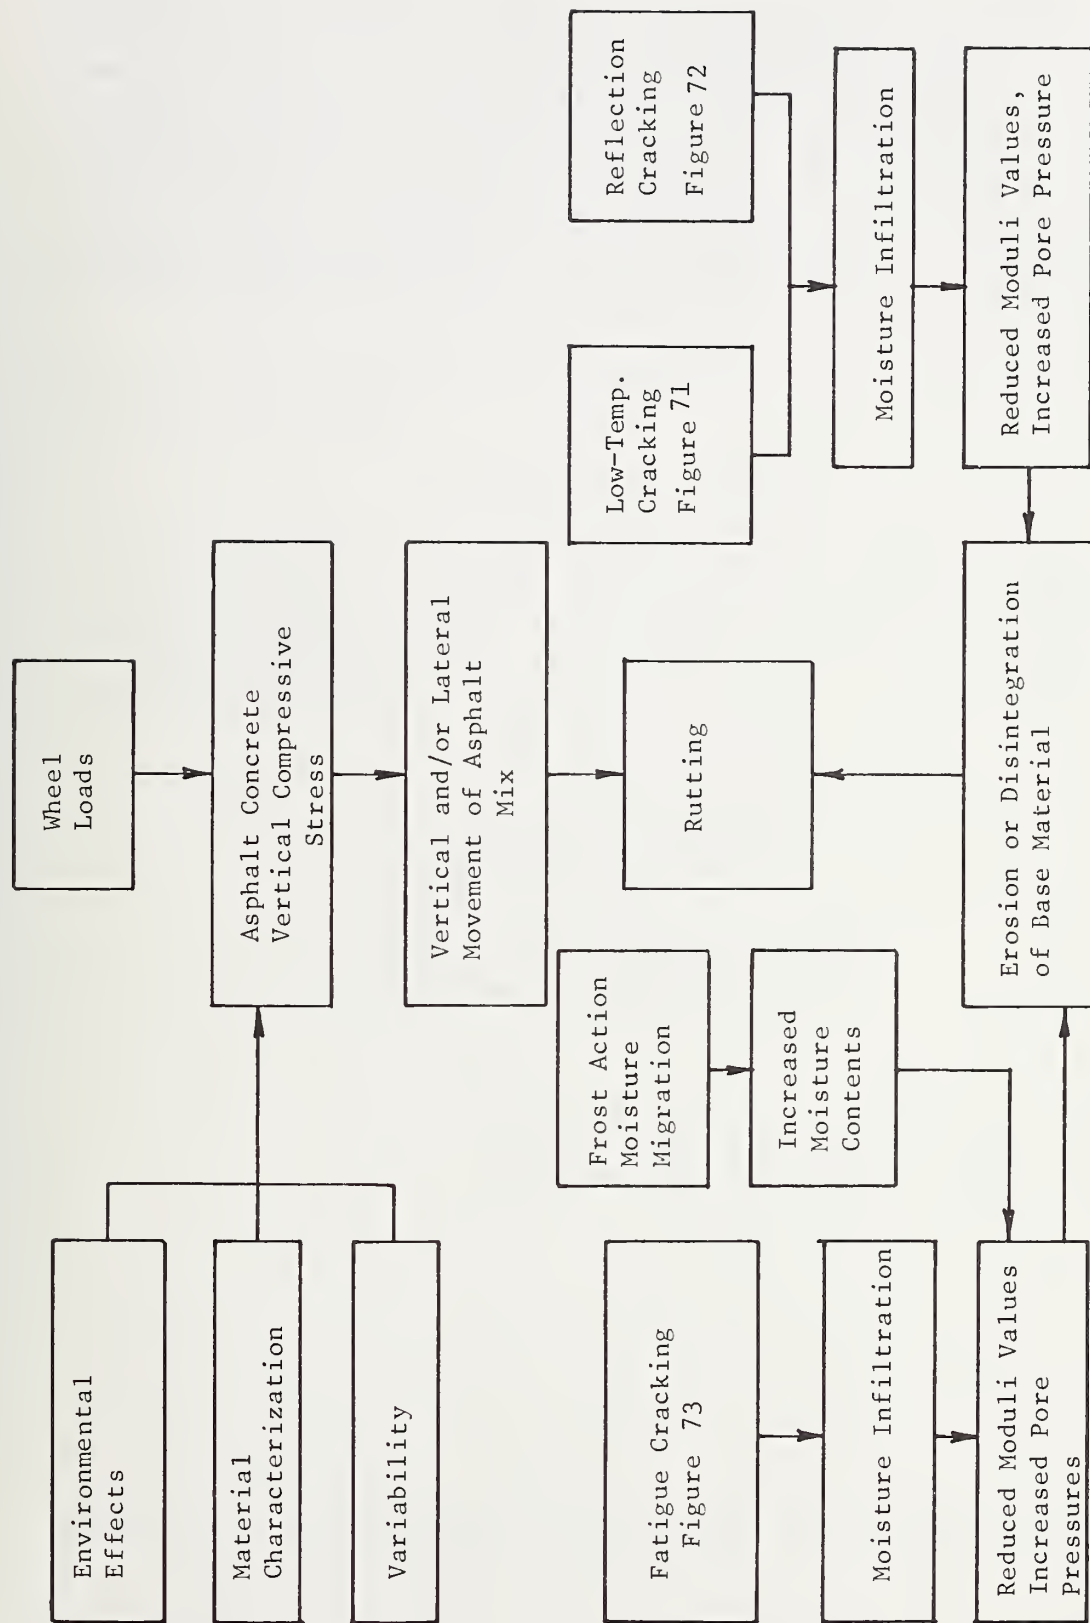 Wheel
Loads
Environmental
Effects
Material
Characterization
Variability
Asphalt Concrete
Vertical Compressive
Stress
Vertical and/or Lateral
Movement of Asphalt
Mix
Rutting
Fatigue Cracking
Figure 73
Moisture Infiltration
Reduced Moduli Values
Increased Pore
Pressures
Frost Action
Moisture
Migration
Increased
Moisture
Contents
Low-Temp.
Cracking
Figure 71
Reflection
Cracking
Figure 72
Moisture Infiltration
Reduced Moduli Values,
Increased Pore Pressure
Erosion or Disintegration
of Base Material